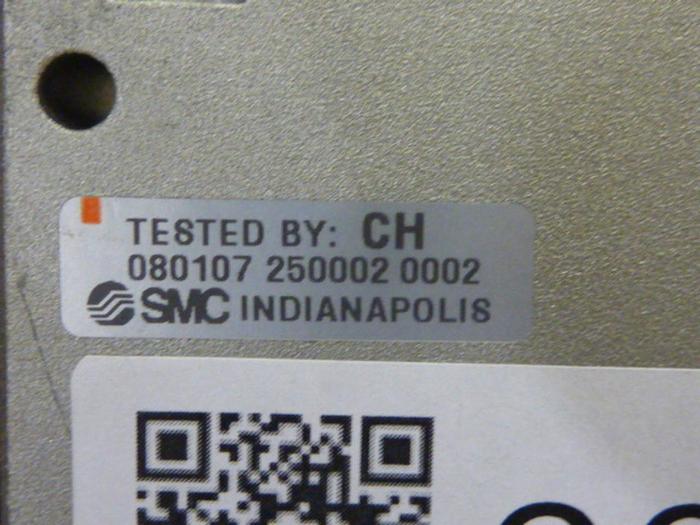 TESTED BY: CH
080107 250002 0002
SMC INDIANAPOLIS